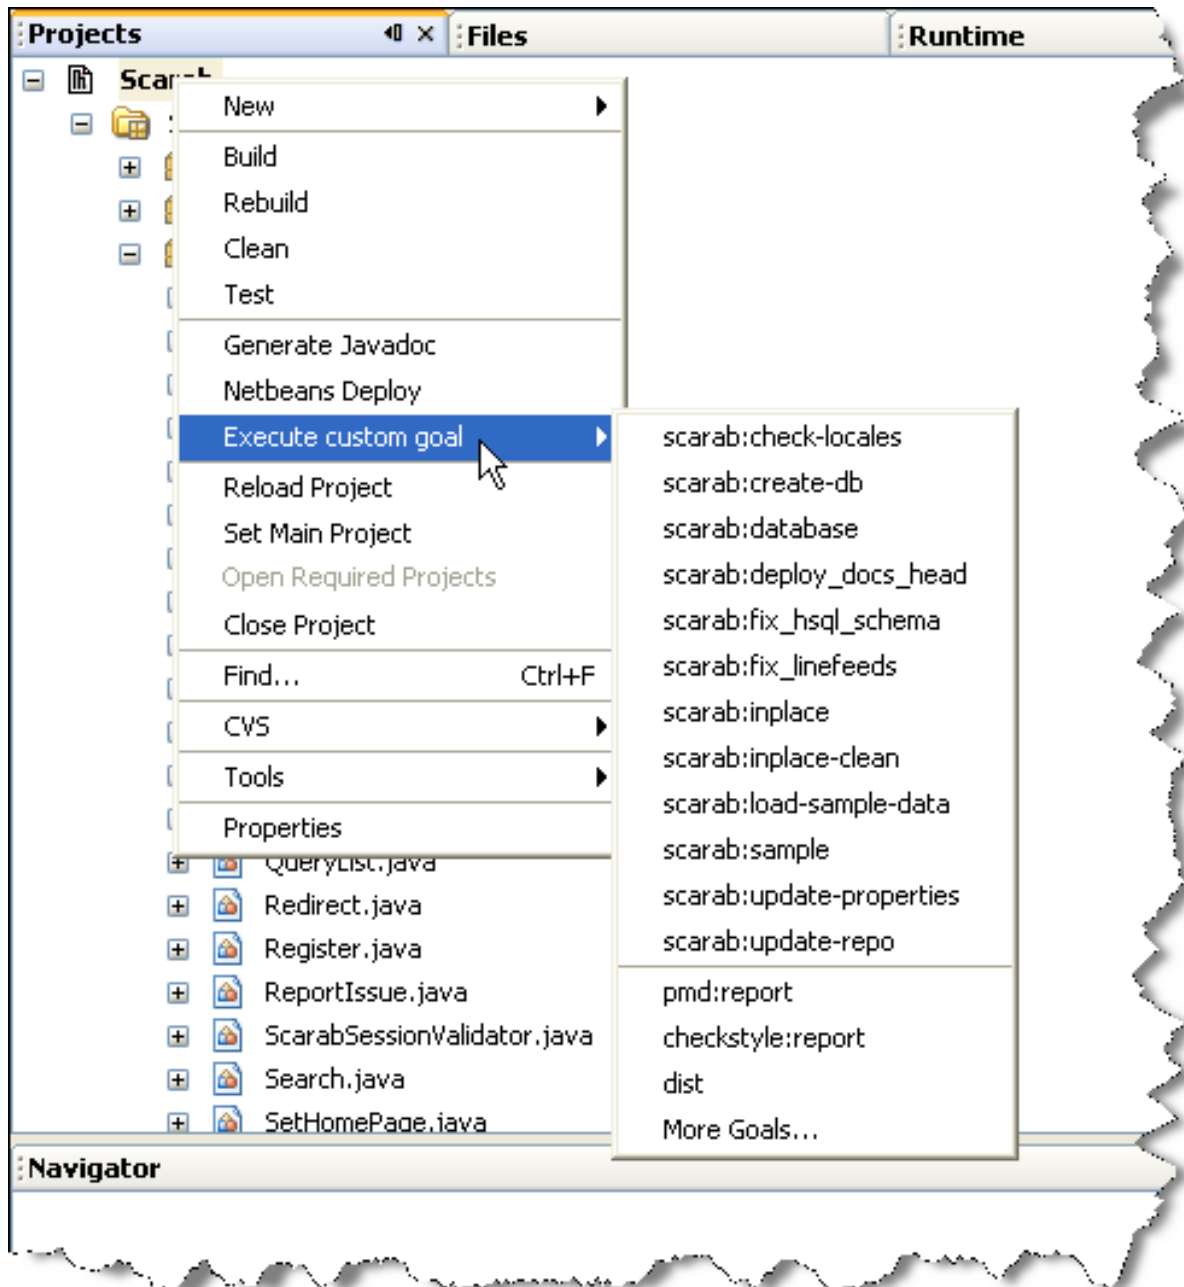 Projects
Files
Runtime
New
Build
Rebuild
Clean
Test
Generate Javadoc
Netbeans Deploy
Execute custom goal
Reload Project
Set Main Project
Open Required Projects
Close Project
Find... Ctrl+F
CVS
Tools
Properties
scarab:check-locales
scarab:create-db
scarab:database
scarab:deploy_docs_head
scarab:fix_hsql_schema
scarab:fix_linefeeds
scarab:inplace
scarab:inplace-clean
scarab:load-sample-data
scarab:sample
scarab:update-properties
scarab:update-repo
pmd:report
checkstyle:report
dist
More Goals...
QueryList.java
Redirect.java
Register.java
ReportIssue.java
ScarabSessionValidator.java
Search.java
SetHomePage.java
Navigator